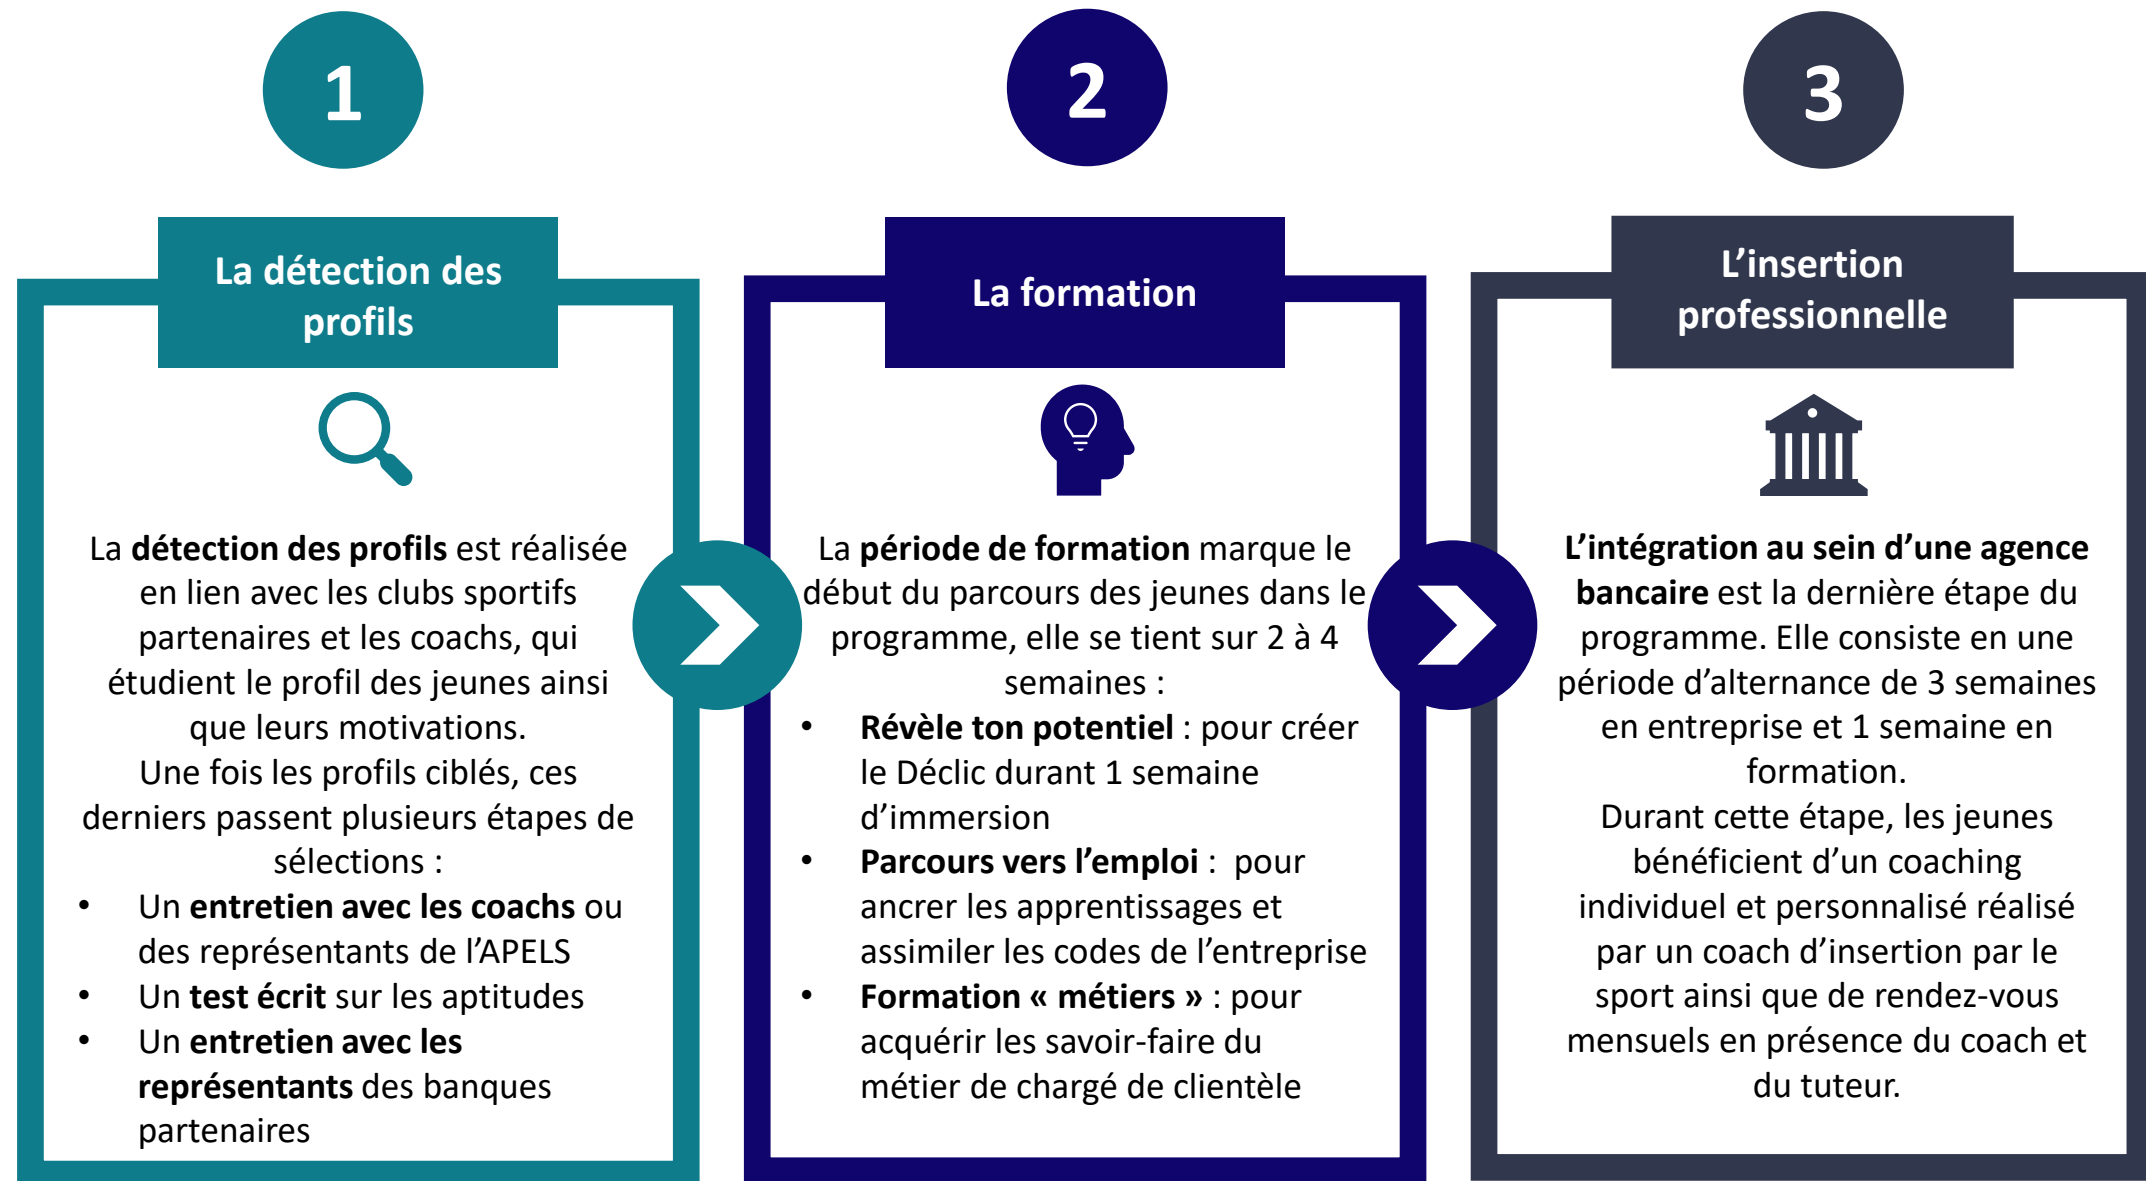 1
La détection des
profils
La détection des profils est réalisée
en lien avec les clubs sportifs
partenaires et les coachs, qui
étudient le profil des jeunes ainsi
que leurs motivations.
Une fois les profils ciblés, ces
derniers passent plusieurs étapes de
sélections :
• Un entretien avec les coachs ou
des représentants de l’APELS
• Un test écrit sur les aptitudes
• Un entretien avec les
représentants des banques
partenaires
2
La formation
La période de formation marque le
début du parcours des jeunes dans le
programme, elle se tient sur 2 à 4
semaines :
• Révèle ton potentiel : pour créer
le Déclic durant 1 semaine
d’immersion
• Parcours vers l’emploi : pour
ancrer les apprentissages et
assimiler les codes de l’entreprise
• Formation « métiers » : pour
acquérir les savoir-faire du
métier de chargé de clientèle
3
L’insertion
professionnelle
L’intégration au sein d’une agence
bancaire est la dernière étape du
programme. Elle consiste en une
période d’alternance de 3 semaines
en entreprise et 1 semaine en
formation.
Durant cette étape, les jeunes
bénéficient d’un coaching
individuel et personnalisé réalisé
par un coach d’insertion par le
sport ainsi que de rendez-vous
mensuels en présence du coach et
du tuteur.